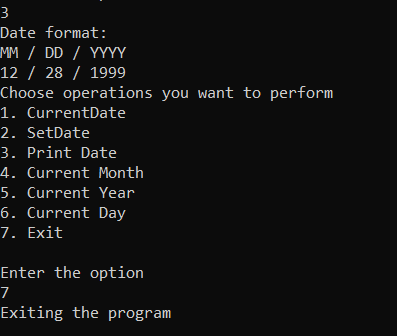 3
Date format:
MM / DD / YYYY
12 / 28 / 1999
Choose operations you want to perform
1. CurrentDate
2. SetDate
3. Print Date
4. Current Month
5. Current Year
6. Current Day
7. Exit
Enter the option
7
Exiting the program